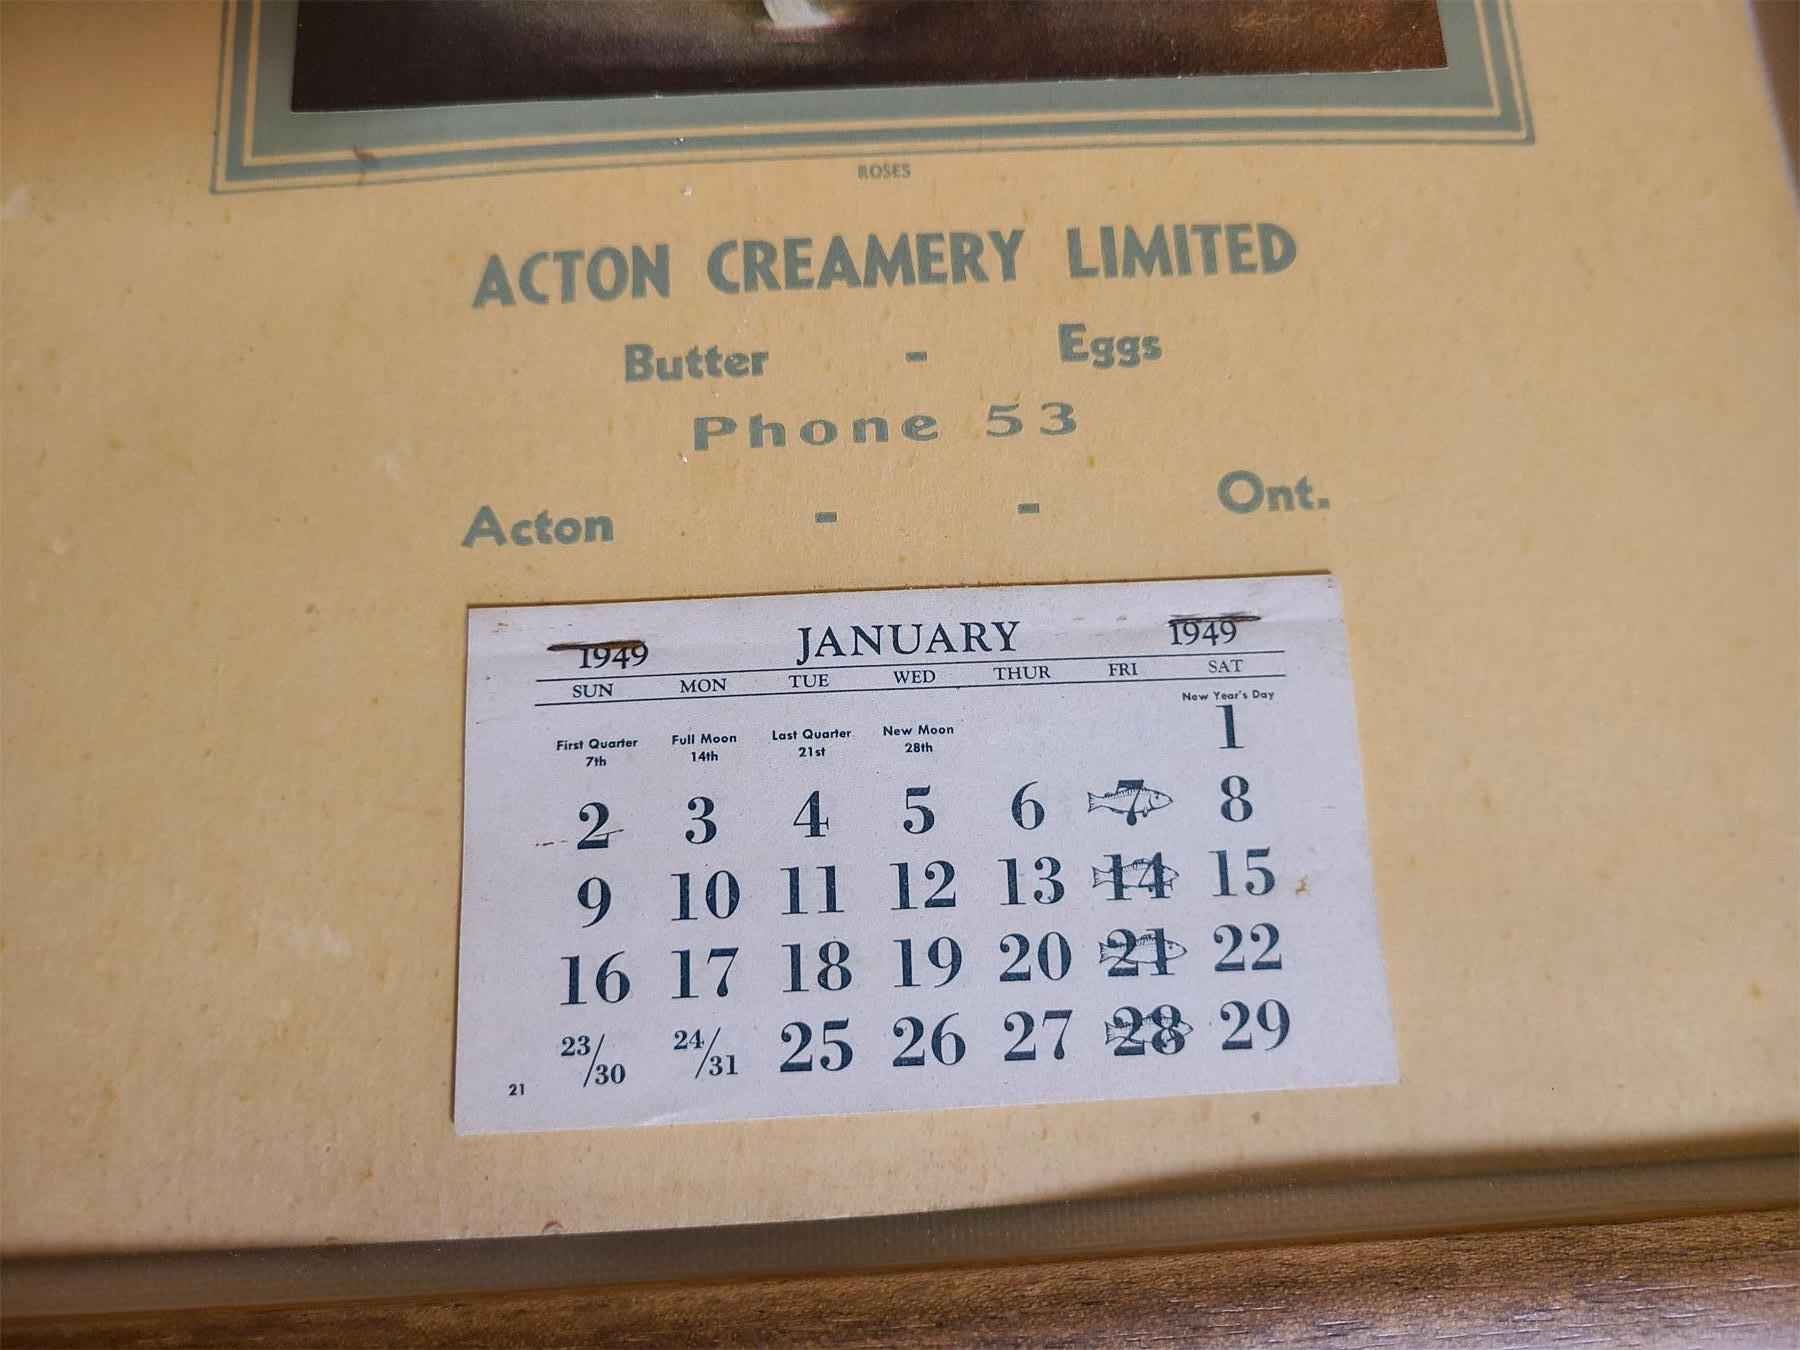 ROSES
ACTON CREAMERY LIMITED
Butter - Eggs
Phone 53
Acton - - Ont.
1949 JANUARY 1949
SUN MON TUE WED THUR FRI SAT
New Year's Day
First Quarter Full Moon Last Quarter New Moon 1
7th 14th 21st 28th
2 3 4 5 6 7 8
9 10 11 12 13 14 15
16 17 18 19 20 21 22
23/30 24/31 25 26 27 28 29
21